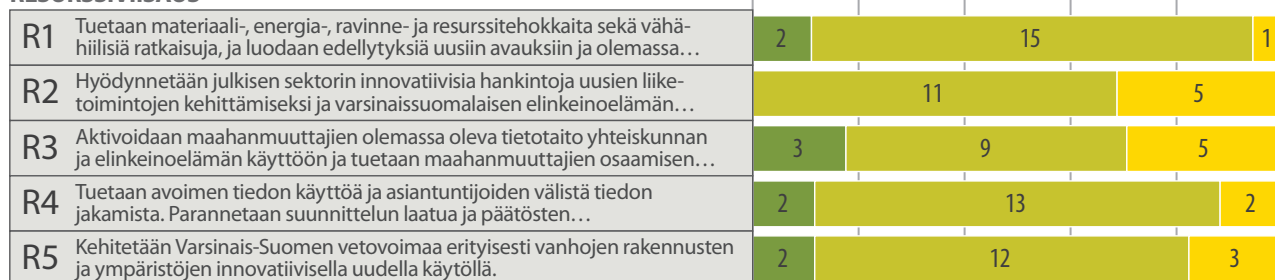 R1 Tuetaan materiaali-, energia-, ravinne- ja resurssitehokkaita sekä vähä-
hiilisiä ratkaisuja, ja luodaan edellytyksiä uusiin avauksiin ja olemassa…
2 15 1
R2 Hyödynnetään julkisen sektorin innovatiivisia hankintoja uusien liike-
toimintojen kehittämiseksi ja varsinaissuomalaisen elinkeinoelämän…
11 5
R3 Aktivoidaan maahanmuuttajien olemassa oleva tietotaito yhteiskunnan
ja elinkeinoelämän käyttöön ja tuetaan maahanmuuttajien osaamisen…
3 9 5
R4 Tuetaan avoimen tiedon käyttöä ja asiantuntijoiden välistä tiedon
jakamista. Parannetaan suunnittelun laatua ja päätösten…
2 13 2
R5 Kehitetään Varsinais-Suomen vetovoimaa erityisesti vanhojen rakennusten
ja ympäristöjen innovatiivisella uudella käytöllä.
2 12 3